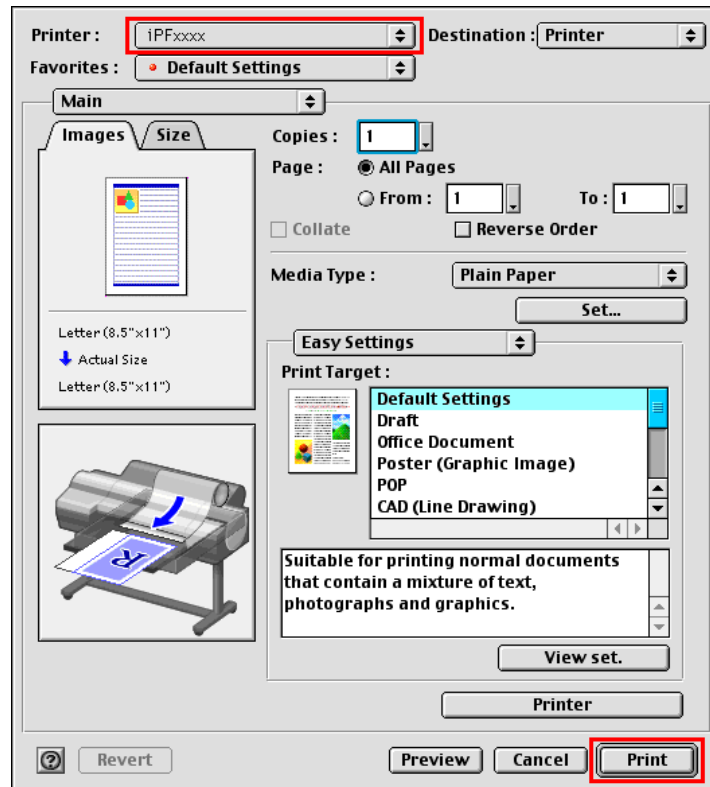 Printer : iPFxxxx Destination : Printer
Favorites : Default Settings
Main
Images Size
Copies : 1
Page : All Pages
From : 1 To : 1
Collate Reverse Order
Media Type : Plain Paper
Set...
Letter (8.5"x11")
Actual Size
Letter (8.5"x11")
Easy Settings
Print Target :
Default Settings
Draft
Office Document
Poster (Graphic Image)
POP
CAD (Line Drawing)
R
Suitable for printing normal documents
that contain a mixture of text,
photographs and graphics.
View set.
Printer
? Revert Preview Cancel Print